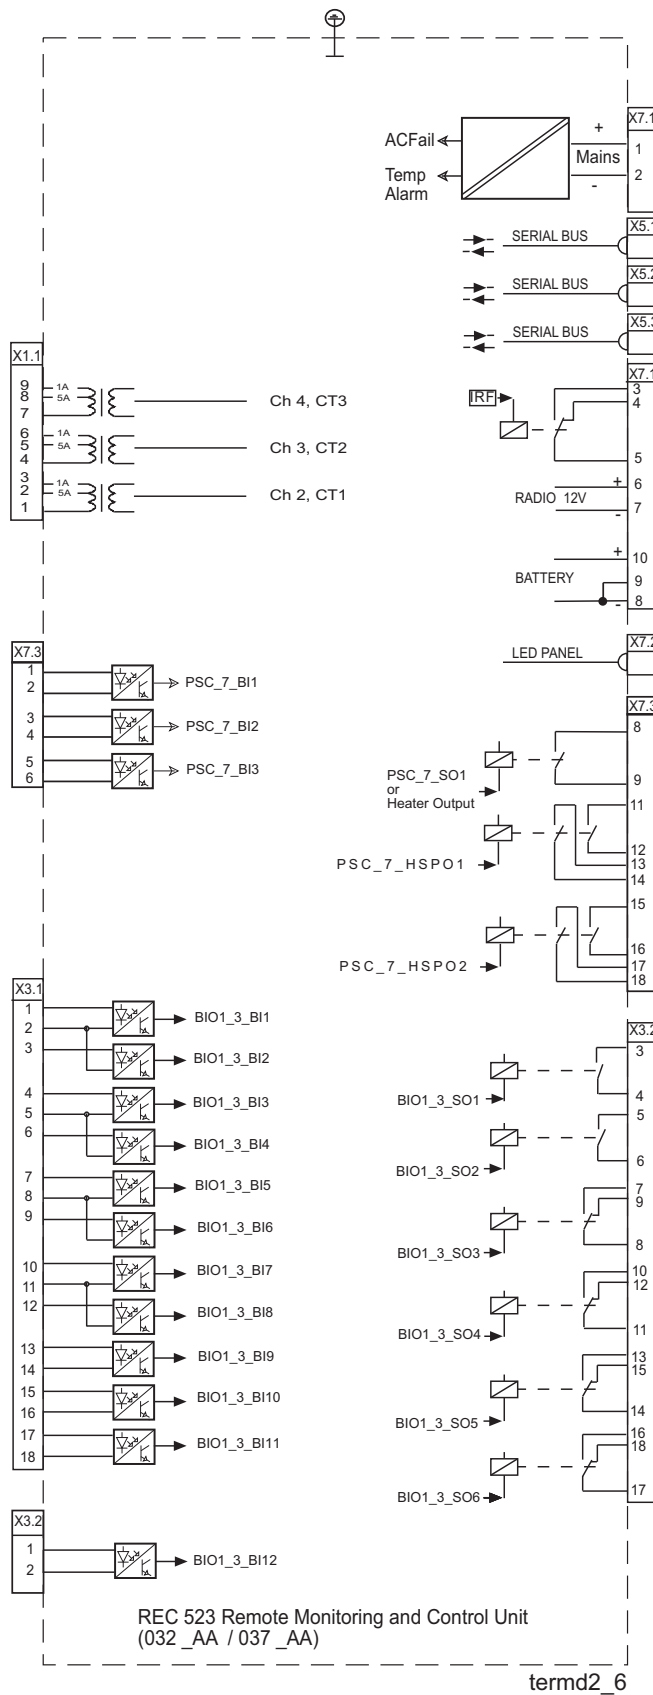 X7.1
ACFail
+
1
Mains
Temp
Alarm
2
-
X5.1
SERIAL BUS
X5.2
SERIAL BUS
X5.3
SERIAL BUS
X1.1
9 1A
8 5A
7
Ch 4, CT3
6 1A
5 5A
4
Ch 3, CT2
3 1A
2 5A
1
Ch 2, CT1
X7.1
3
IRF
4
5
+ 6
RADIO 12V
7
-
+ 10
BATTERY
9
- 8
X7.3
1
2
PSC_7_BI1
3
4
PSC_7_BI2
5
6
PSC_7_BI3
X7.2
LED PANEL
X7.3
8
PSC_7_SO1
or
Heater Output
9
11
12
PSC_7_HSPO1
13
14
15
16
PSC_7_HSPO2
17
18
X3.1
1
BIO1_3_BI1
2
3
BIO1_3_BI2
4
BIO1_3_BI3
5
6
BIO1_3_BI4
7
BIO1_3_BI5
8
9
BIO1_3_BI6
10
BIO1_3_BI7
11
12
BIO1_3_BI8
13
BIO1_3_BI9
14
15
BIO1_3_BI10
16
17
BIO1_3_BI11
18
X3.2
3
BIO1_3_SO1
4
5
BIO1_3_SO2
6
7
9
BIO1_3_SO3
8
10
12
BIO1_3_SO4
11
13
15
BIO1_3_SO5
14
16
18
BIO1_3_SO6
17
X3.2
1
BIO1_3_BI12
2
REC 523 Remote Monitoring and Control Unit
(032 _AA / 037 _AA)
termd2_6